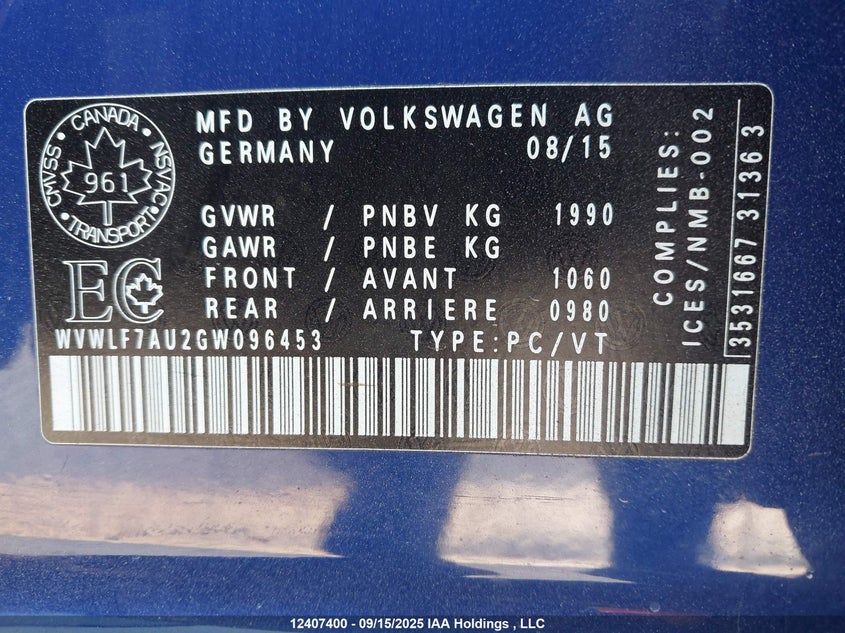 CANADA
CMVSS NSVAC
961
TRANSPORT
EC
MFD BY VOLKSWAGEN AG
GERMANY 08/15
GVWR / PNBV KG 1990
GAWR / PNBE KG
FRONT / AVANT 1060
REAR / ARRIERE 0980
WVWLF7AU2GW096453 TYPE:PC/VT
COMPLIES:
ICES/NMB-002
3531667 31363
12407400 - 09/15/2025 IAA Holdings , LLC